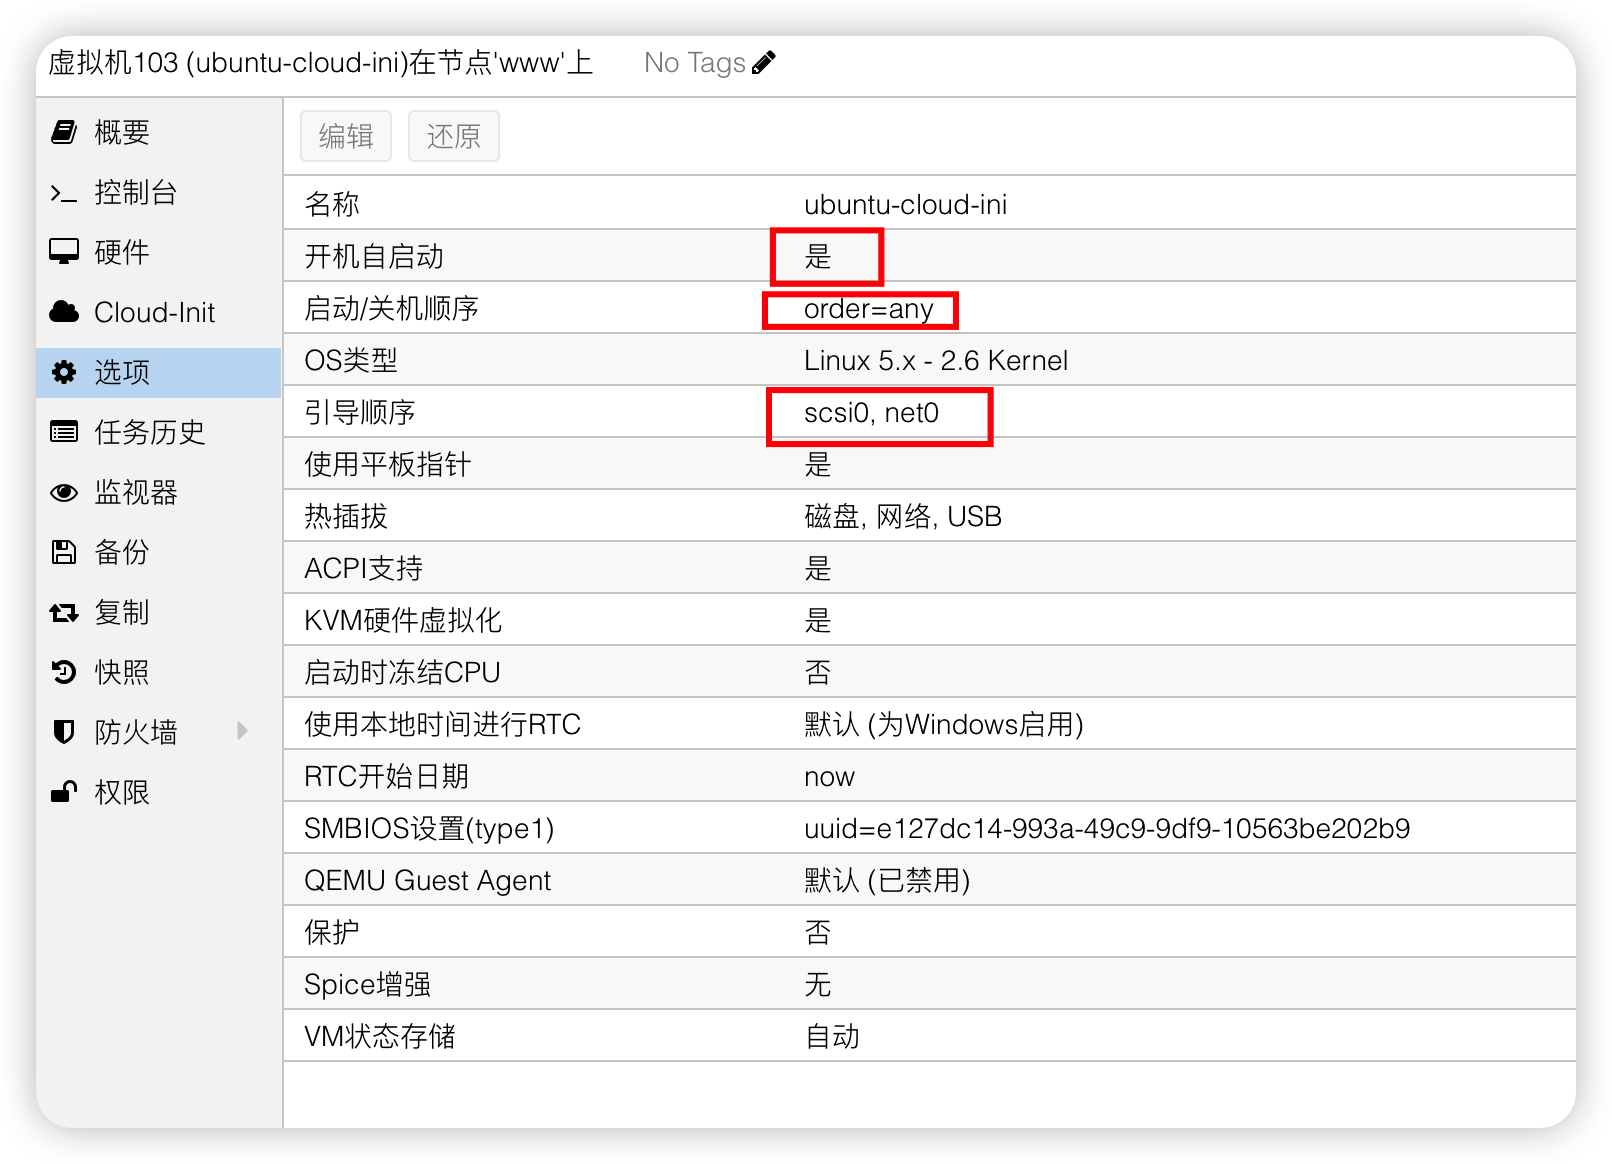 虚拟机103 (ubuntu-cloud-ini)在节点'www'上 No Tags
概要
控制台
硬件
Cloud-Init
选项
任务历史
监视器
备份
复制
快照
防火墙
权限
编辑 还原
名称 ubuntu-cloud-ini
开机自启动 是
启动/关机顺序 order=any
OS类型 Linux 5.x - 2.6 Kernel
引导顺序 scsi0, net0
使用平板指针 是
热插拔 磁盘, 网络, USB
ACPI支持 是
KVM硬件虚拟化 是
启动时冻结CPU 否
使用本地时间进行RTC 默认 (为Windows启用)
RTC开始日期 now
SMBIOS设置(type1) uuid=e127dc14-993a-49c9-9df9-10563be202b9
QEMU Guest Agent 默认 (已禁用)
保护 否
Spice增强 无
VM状态存储 自动